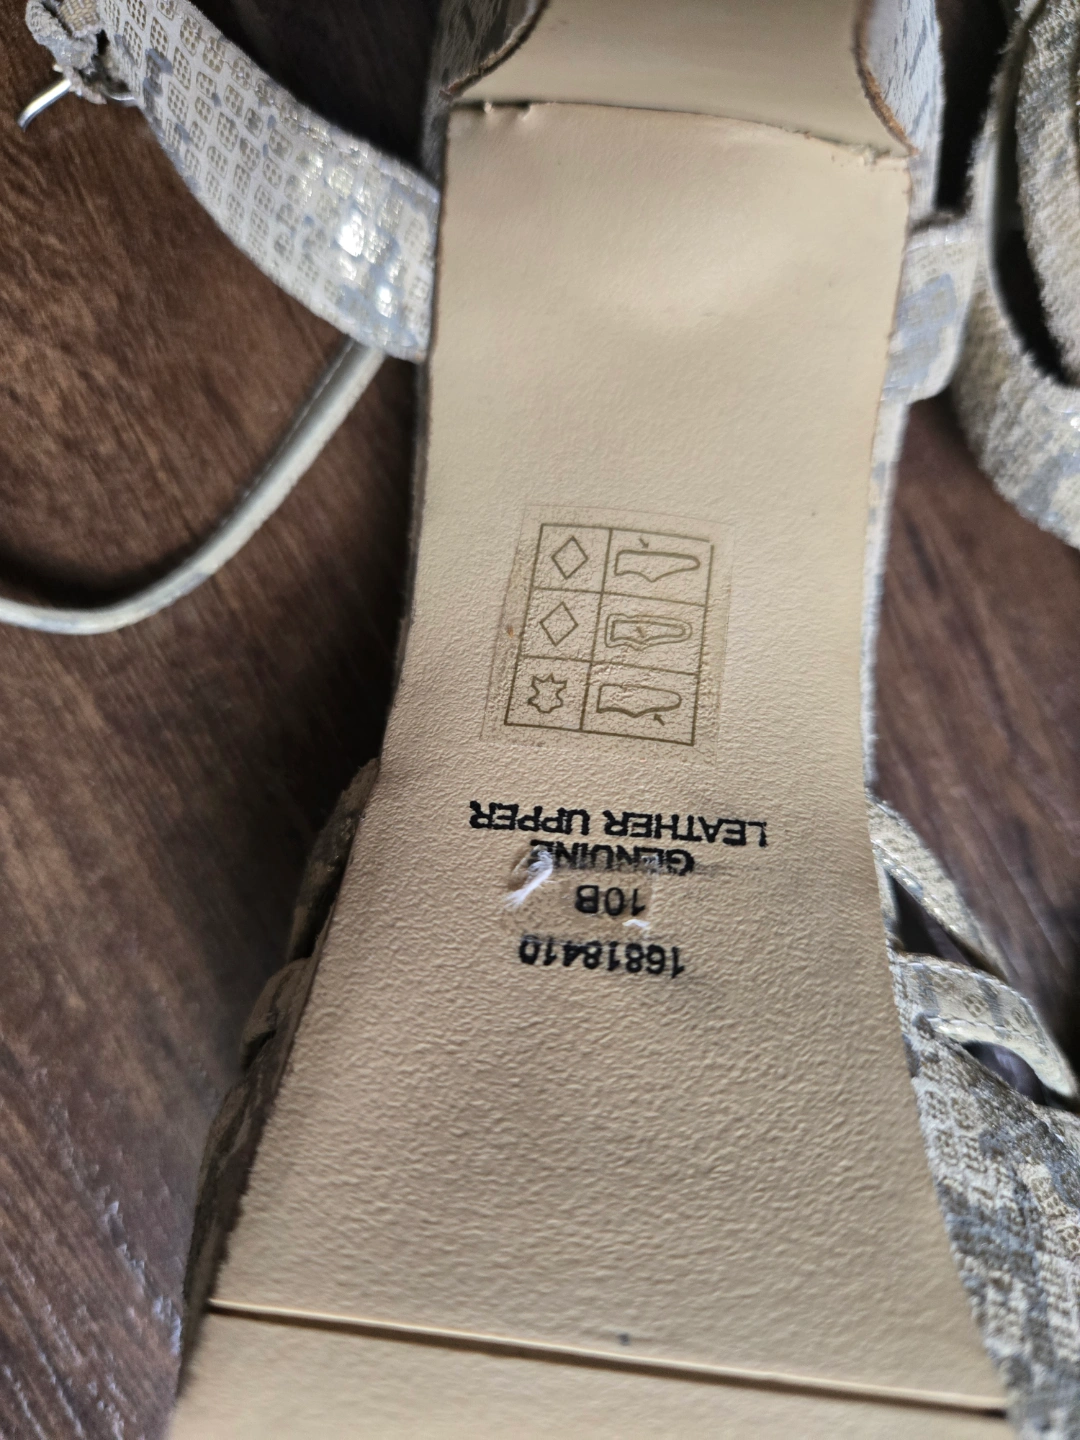 16818410
10B
GENUINE
LEATHER UPPER